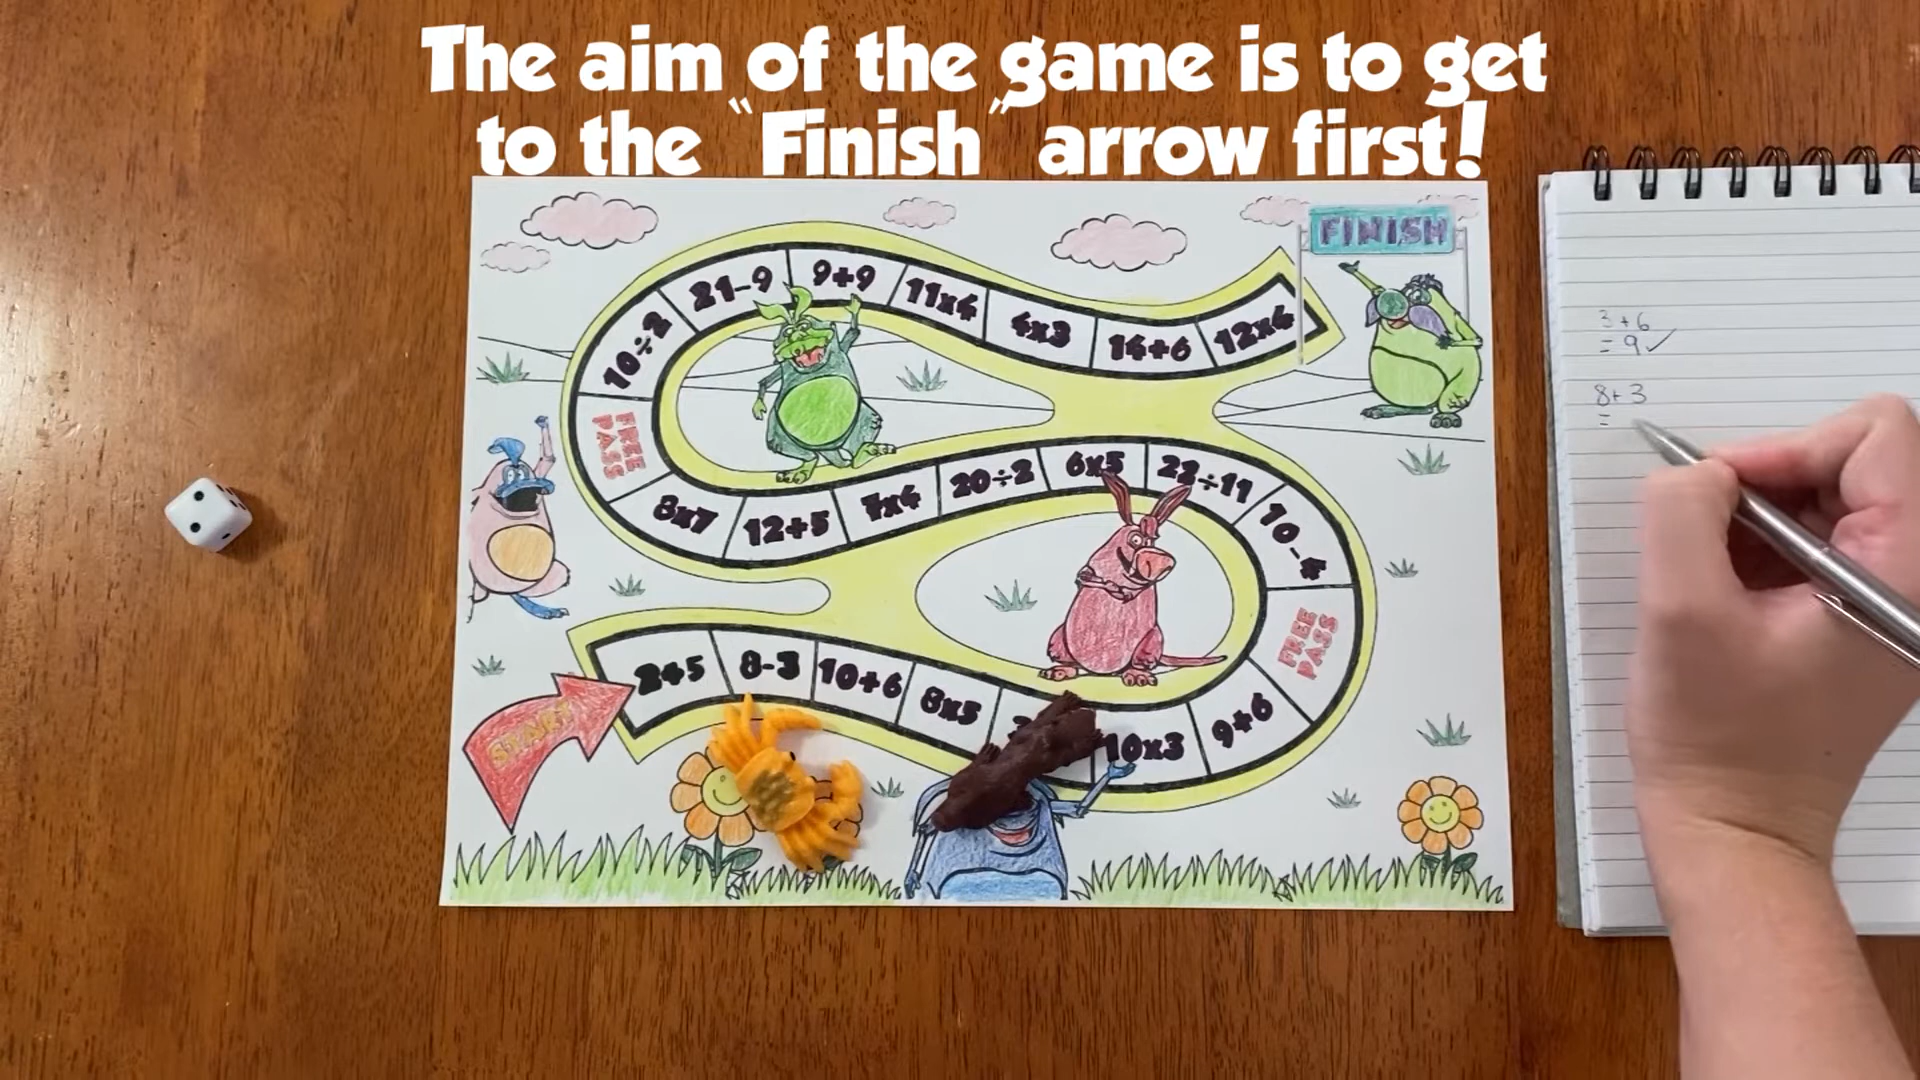 The aim of the game is to get
to the “Finish” arrow first!
FINISH
21-9
9+9
11x4
4x3
14+6
12x4
10÷2
FREE
PASS
8x7
12+5
7x4
20÷2
6x5
22÷11
10-4
FREE
PASS
9+6
10x3
8x5
10+6
8-3
2+5
START
3+6
= 9 ✓
8+3
=